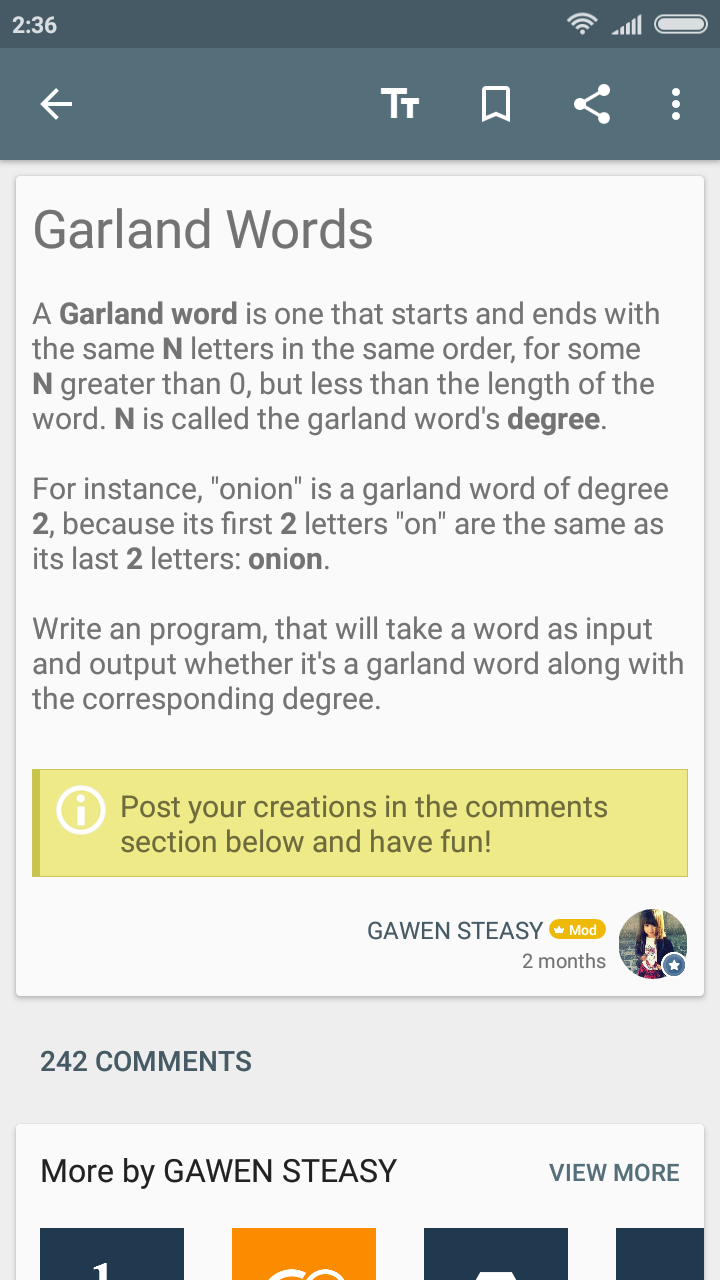 2:36
Garland Words
A Garland word is one that starts and ends with
the same N letters in the same order, for some
N greater than 0, but less than the length of the
word. N is called the garland word's degree.
For instance, "onion" is a garland word of degree
2, because its first 2 letters "on" are the same as
its last 2 letters: onion.
Write an program, that will take a word as input
and output whether it's a garland word along with
the corresponding degree.
Post your creations in the comments
section below and have fun!
GAWEN STEASY Mod
2 months
242 COMMENTS
More by GAWEN STEASY VIEW MORE